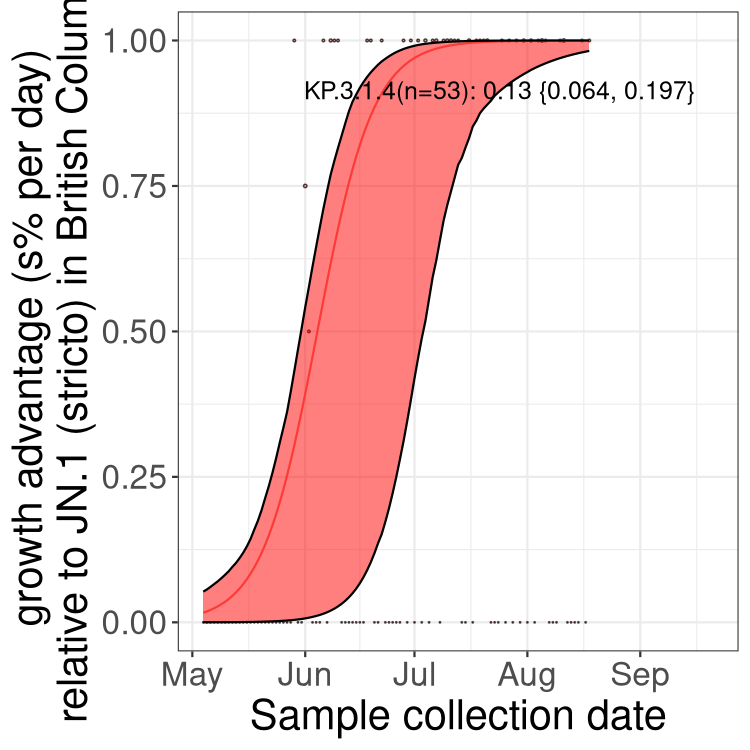 growth advantage (s% per day)
relative to JN.1 (stricto) in British Colum
1.00
0.75
0.50
0.25
0.00
KP.3.1.4(n=53): 0.13 {0.064, 0.197}
May Jun Jul Aug Sep
Sample collection date